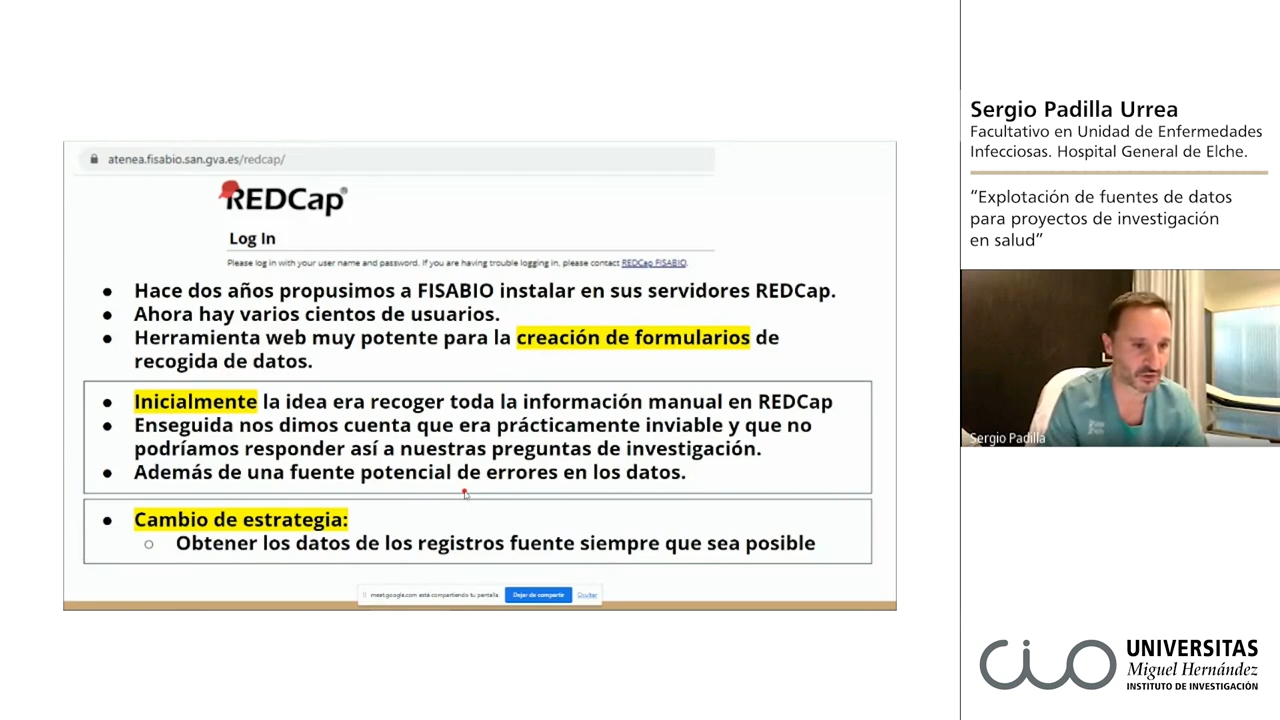 atenea.fisabio.san.gva.es/redcap/
REDCap®
Log In
Please log in with your user name and password. If you are having trouble logging in, please contact REDCap FISABIO.
● Hace dos años propusimos a FISABIO instalar en sus servidores REDCap.
● Ahora hay varios cientos de usuarios.
● Herramienta web muy potente para la creación de formularios de
recogida de datos.
● Inicialmente la idea era recoger toda la información manual en REDCap
● Enseguida nos dimos cuenta que era prácticamente inviable y que no
podríamos responder así a nuestras preguntas de investigación.
● Además de una fuente potencial de errores en los datos.
● Cambio de estrategia:
○ Obtener los datos de los registros fuente siempre que sea posible
meet.google.com está compartiendo tu pantalla.
Dejar de compartir
Ocultar
Sergio Padilla Urrea
Facultativo en Unidad de Enfermedades
Infecciosas. Hospital General de Elche.
“Explotación de fuentes de datos
para proyectos de investigación
en salud”
Sergio Padilla
CIO
UNIVERSITAS
Miguel Hernández
INSTITUTO DE INVESTIGACIÓN